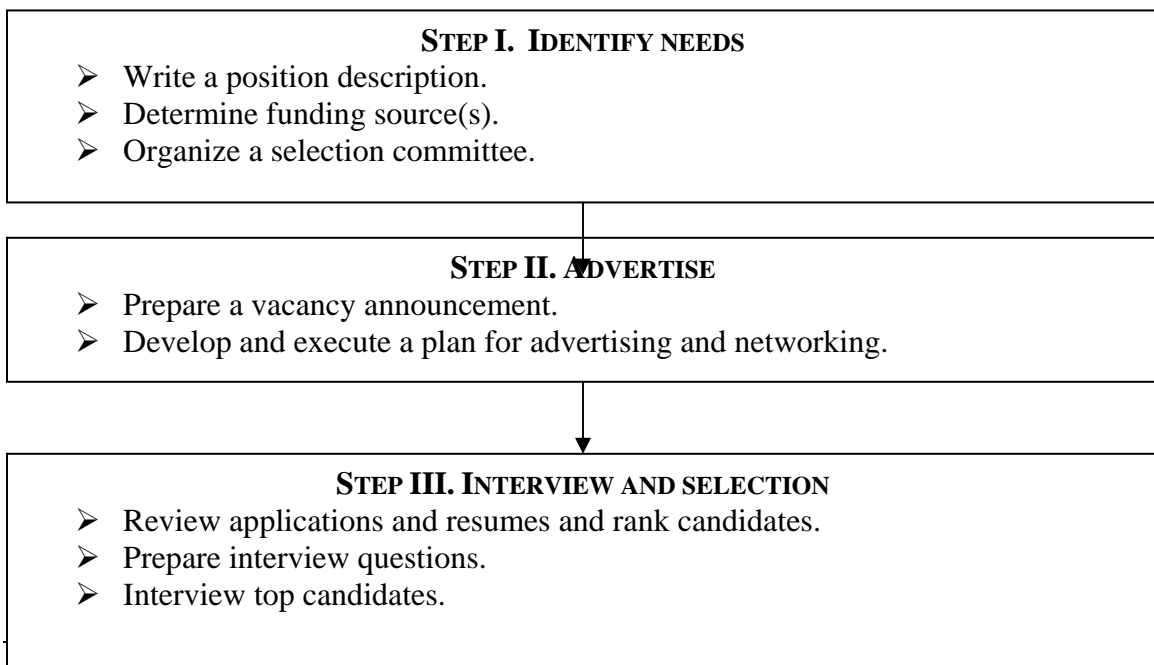 STEP I. IDENTIFY NEEDS
➢ Write a position description.
➢ Determine funding source(s).
➢ Organize a selection committee.
STEP II. ADVERTISE
➢ Prepare a vacancy announcement.
➢ Develop and execute a plan for advertising and networking.
STEP III. INTERVIEW AND SELECTION
➢ Review applications and resumes and rank candidates.
➢ Prepare interview questions.
➢ Interview top candidates.